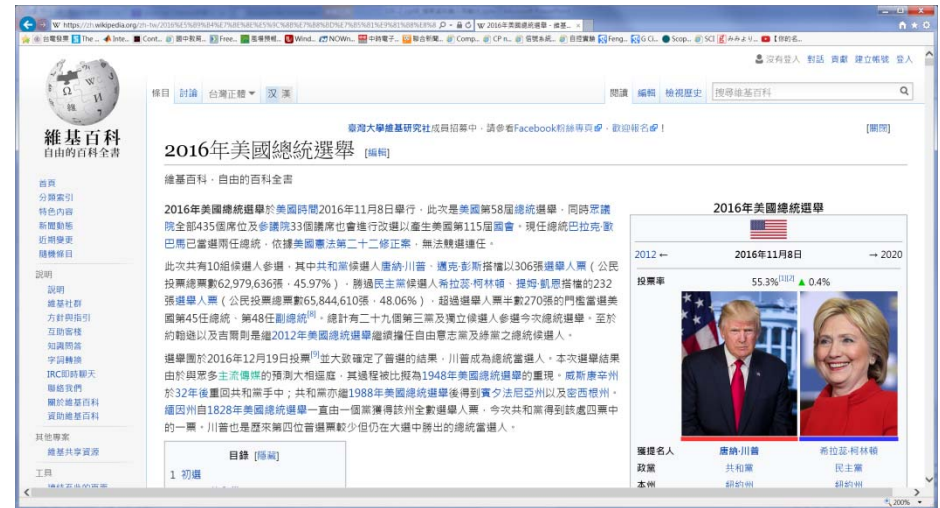 2016年美國總統選舉 - 維基...
沒有登入 對話 貢獻 建立帳號 登入
條目 討論 台灣正體 汉 漢 閱讀 編輯 檢視歷史 搜尋維基百科
維基百科
自由的百科全書
首頁
分類索引
特色內容
新聞動態
近期變更
隨機條目
說明
說明
維基社群
方針與指引
互助客棧
知識問答
字詞轉換
IRC即時聊天
聯絡我們
關於維基百科
資助維基百科
其他專案
維基共享資源
工具
臺灣大學維基研究社成員招募中,請參看Facebook粉絲專頁,歡迎報名! [關閉]
2016年美國總統選舉 [編輯]
維基百科,自由的百科全書
2016年美國總統選舉於美國時間2016年11月8日舉行,此次是美國第58屆總統選舉,同時眾議
院全部435個席位及參議院33個席位也會進行改選以產生美國第115屆國會。現任總統巴拉克·歐
巴馬已當選兩任總統,依據美國憲法第二十二修正案,無法競選連任。
此次共有10組候選人參選,其中共和黨候選人唐納·川普、邁克·彭斯搭檔以306張選舉人票(公民
投票總票數62,979,636張,45.97%),勝過民主黨候選人希拉蕊·柯林頓、提姆·凱恩搭檔的232
張選舉人票(公民投票總票數65,844,610張,48.06%),超過選舉人票半數270張的門檻當選美
國第45任總統、第48任副總統[8]。總計有二十九個第三黨及獨立候選人參選今次總統選舉。至於
約翰遜以及吉爾則是繼2012年美國總統選舉繼續擔任自由意志黨及綠黨之總統候選人。
選舉團於2016年12月19日投票[9]並大致確定了普選的結果,川普成為總統當選人。本次選舉結果
由於與眾多主流傳媒的預測大相逕庭,其過程被比擬為1948年美國總統選舉的重現。威斯康辛州
於32年後重回共和黨手中;共和黨亦繼1988年美國總統選舉後得到賓夕法尼亞州以及密西根州。
緬因州自1828年美國總統選舉一直由一個黨獲得該州全數選舉人票,今次共和黨得到該處四票中
的一票。川普也是歷來第四位普選票較少但仍在大選中勝出的總統當選人。
目錄 [隱藏]
1 初選
2016年美國總統選舉
2012 ← 2016年11月8日 → 2020
投票率 55.3%[1][2] ▲ 0.4%
獲提名人 唐納·川普 希拉蕊·柯林頓
政黨 共和黨 民主黨
本州 紐約州 紐約州
200%